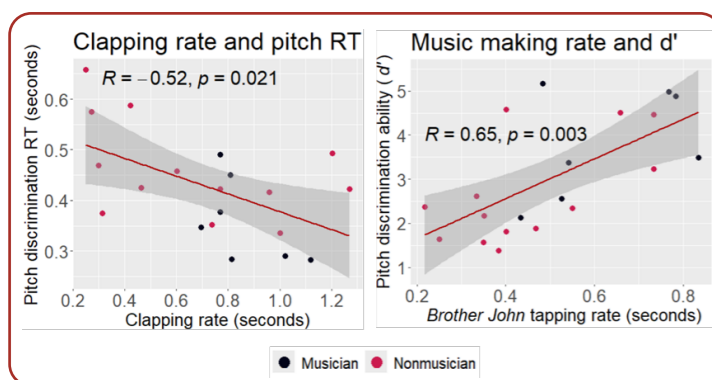 Clapping rate and pitch RT
R = −0.52, p = 0.021
Pitch discrimination RT (seconds)
0.6
0.5
0.4
0.3
0.2 0.4 0.6 0.8 1.0 1.2
Clapping rate (seconds)
Music making rate and d'
R = 0.65, p = 0.003
Pitch discrimination ability (d')
5
4
3
2
1
0.2 0.4 0.6 0.8
Brother John tapping rate (seconds)
Musician Nonmusician